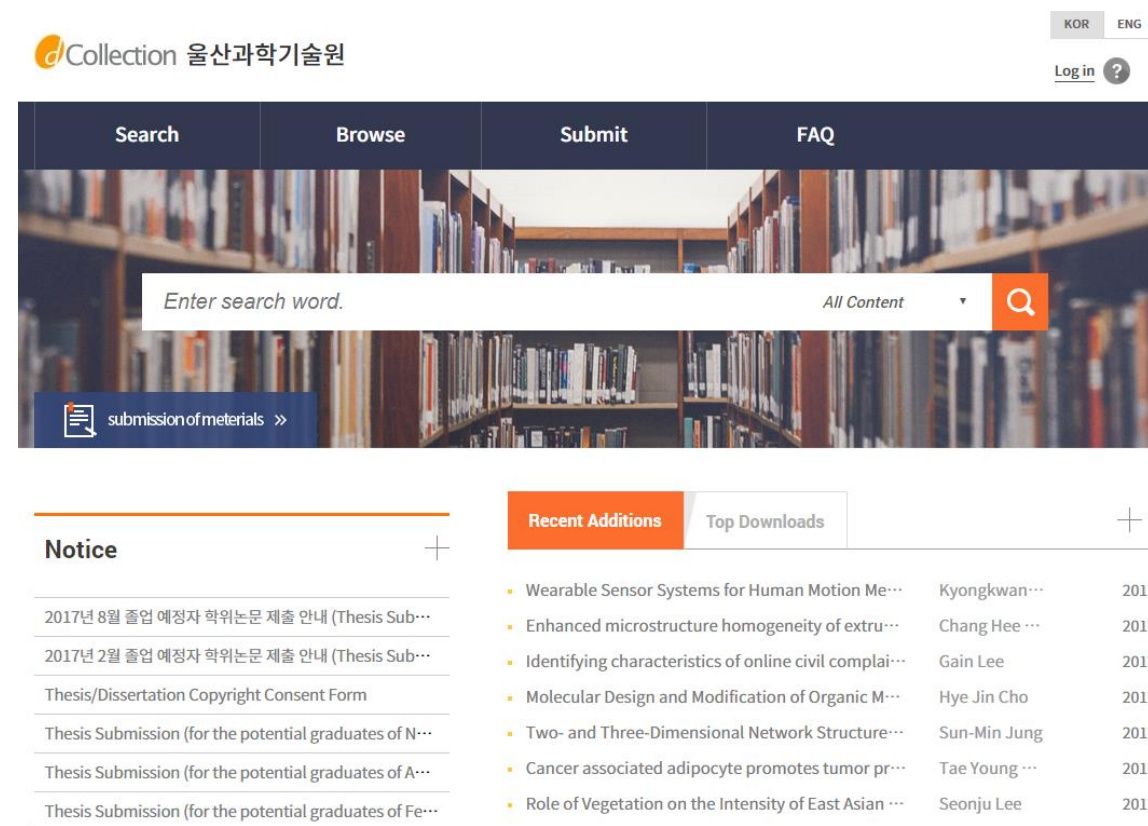 KOR ENG
dCollection 울산과학기술원
Log in ?
Search Browse Submit FAQ
Enter search word. All Content
submission of meterials »
Recent Additions Top Downloads
Notice
2017년 8월 졸업 예정자 학위논문 제출 안내 (Thesis Sub···
2017년 2월 졸업 예정자 학위논문 제출 안내 (Thesis Sub···
Thesis/Dissertation Copyright Consent Form
Thesis Submission (for the potential graduates of N···
Thesis Submission (for the potential graduates of A···
Thesis Submission (for the potential graduates of Fe···
Wearable Sensor Systems for Human Motion Me··· Kyongkwan··· 201
Enhanced microstructure homogeneity of extru··· Chang Hee ··· 201
Identifying characteristics of online civil complai··· Gain Lee 201
Molecular Design and Modification of Organic M··· Hye Jin Cho 201
Two- and Three-Dimensional Network Structure··· Sun-Min Jung 201
Cancer associated adipocyte promotes tumor pr··· Tae Young ··· 201
Role of Vegetation on the Intensity of East Asian ··· Seonju Lee 201